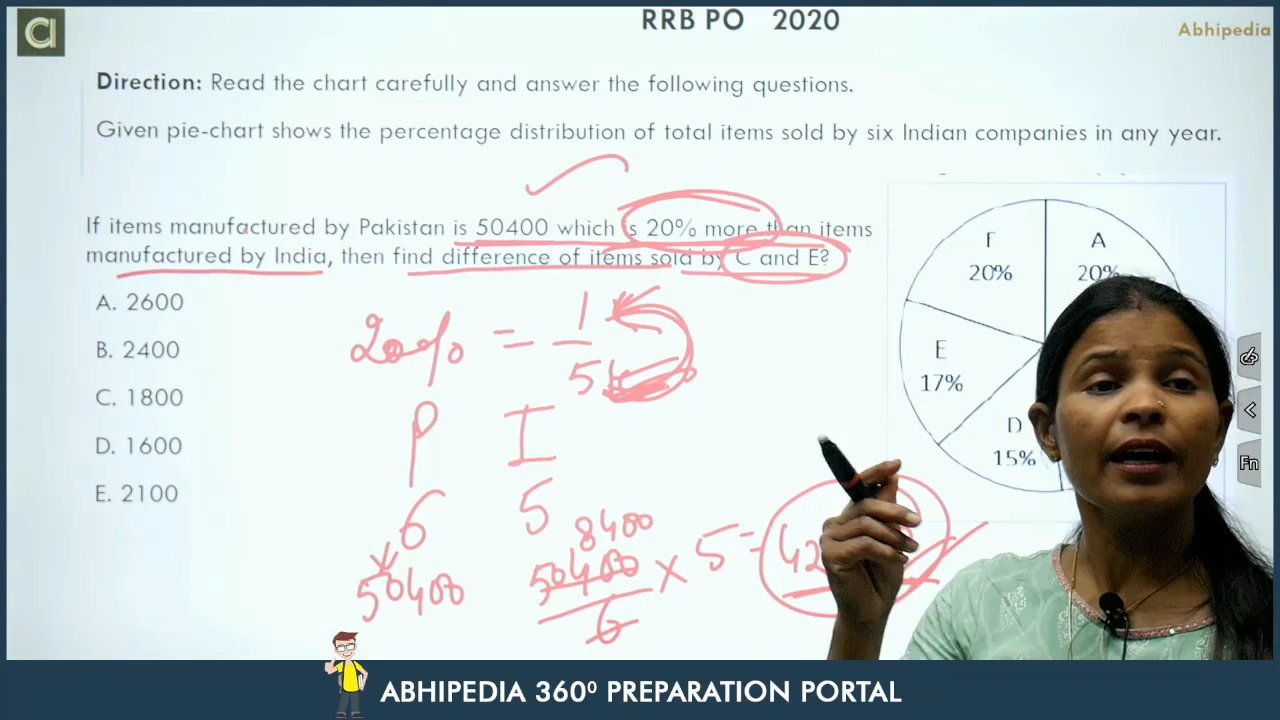 RRB PO 2020
Abhipedia
Direction: Read the chart carefully and answer the following questions.
Given pie-chart shows the percentage distribution of total items sold by six Indian companies in any year.
If items manufactured by Pakistan is 50400 which is 20% more than items
manufactured by India, then find difference of items sold by C and E?
A. 2600
B. 2400
C. 1800
D. 1600
E. 2100
F
20%
A
20%
E
17%
D
15%
20% = 1/5
P I
6 5
50400
8400
50400/6 × 5 = 42
Fn
ABHIPEDIA 360⁰ PREPARATION PORTAL